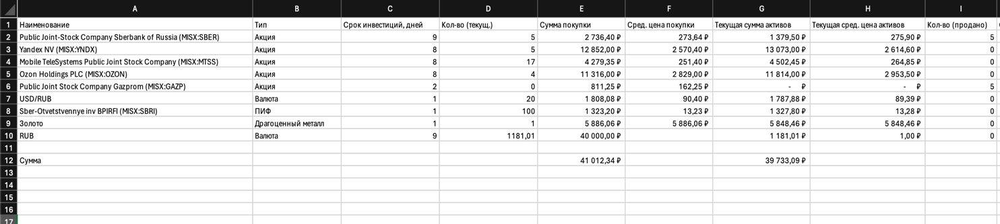 A B C D E F G H I
1 Наименование Тип Срок инвестиций, дней Кол-во (текущ.) Сумма покупки Сред. цена покупки Текущая сумма активов Текущая сред. цена активов Кол-во (продано)
2 Public Joint-Stock Company Sberbank of Russia (MISX:SBER) Акция 9 5 2 736,40 ₽ 273,64 ₽ 1 379,50 ₽ 275,90 ₽ 5
3 Yandex NV (MISX:YNDX) Акция 8 5 12 852,00 ₽ 2 570,40 ₽ 13 073,00 ₽ 2 614,60 ₽ 0
4 Mobile TeleSystems Public Joint Stock Company (MISX:MTSS) Акция 8 17 4 279,35 ₽ 251,40 ₽ 4 502,45 ₽ 264,85 ₽ 0
5 Ozon Holdings PLC (MISX:OZON) Акция 8 4 11 316,00 ₽ 2 829,00 ₽ 11 814,00 ₽ 2 953,50 ₽ 0
6 Public Joint Stock Company Gazprom (MISX:GAZP) Акция 2 0 811,25 ₽ 162,25 ₽ - ₽ - ₽ 5
7 USD/RUB Валюта 1 20 1 808,08 ₽ 90,40 ₽ 1 787,88 ₽ 89,39 ₽ 0
8 Sber-Otvetstvennye inv BPIRFI (MISX:SBRI) ПИФ 1 100 1 323,20 ₽ 13,23 ₽ 1 327,80 ₽ 13,28 ₽ 0
9 Золото Драгоценный металл 1 1 5 886,06 ₽ 5 886,06 ₽ 5 848,46 ₽ 5 848,46 ₽ 0
10 RUB Валюта 9 1181,01 40 000,00 ₽ 1 181,01 ₽ 1,00 ₽ 0
11
12 Сумма 41 012,34 ₽ 39 733,09 ₽
13
14
15
16
17